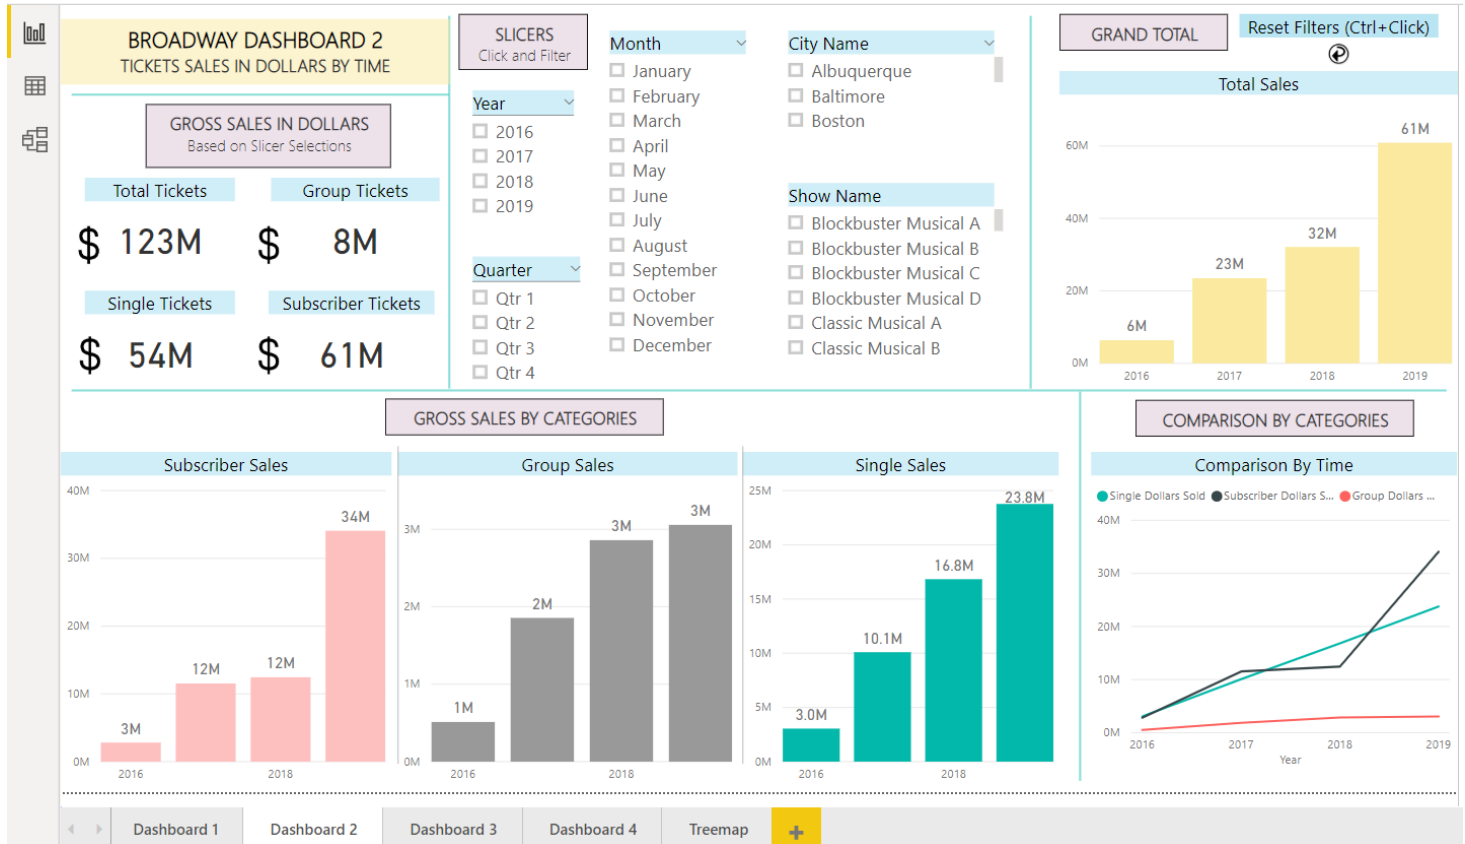 BROADWAY DASHBOARD 2
TICKETS SALES IN DOLLARS BY TIME
GROSS SALES IN DOLLARS
Based on Slicer Selections
Total Tickets
Group Tickets
$ 123M
$ 8M
Single Tickets
Subscriber Tickets
$ 54M
$ 61M
SLICERS
Click and Filter
Year
2016
2017
2018
2019
Quarter
Qtr 1
Qtr 2
Qtr 3
Qtr 4
Month
January
February
March
April
May
June
July
August
September
October
November
December
City Name
Albuquerque
Baltimore
Boston
Show Name
Blockbuster Musical A
Blockbuster Musical B
Blockbuster Musical C
Blockbuster Musical D
Classic Musical A
Classic Musical B
GRAND TOTAL
Reset Filters (Ctrl+Click)
Total Sales
60M
40M
20M
0M
6M
23M
32M
61M
2016
2017
2018
2019
GROSS SALES BY CATEGORIES
Subscriber Sales
40M
30M
20M
10M
0M
3M
12M
12M
34M
2016
2018
Group Sales
3M
2M
1M
0M
1M
2M
3M
3M
2016
2018
Single Sales
25M
20M
15M
10M
5M
0M
3.0M
10.1M
16.8M
23.8M
2016
2018
COMPARISON BY CATEGORIES
Comparison By Time
Single Dollars Sold
Subscriber Dollars S...
Group Dollars ...
40M
30M
20M
10M
0M
2016
2017
2018
2019
Year
Dashboard 1
Dashboard 2
Dashboard 3
Dashboard 4
Treemap
+